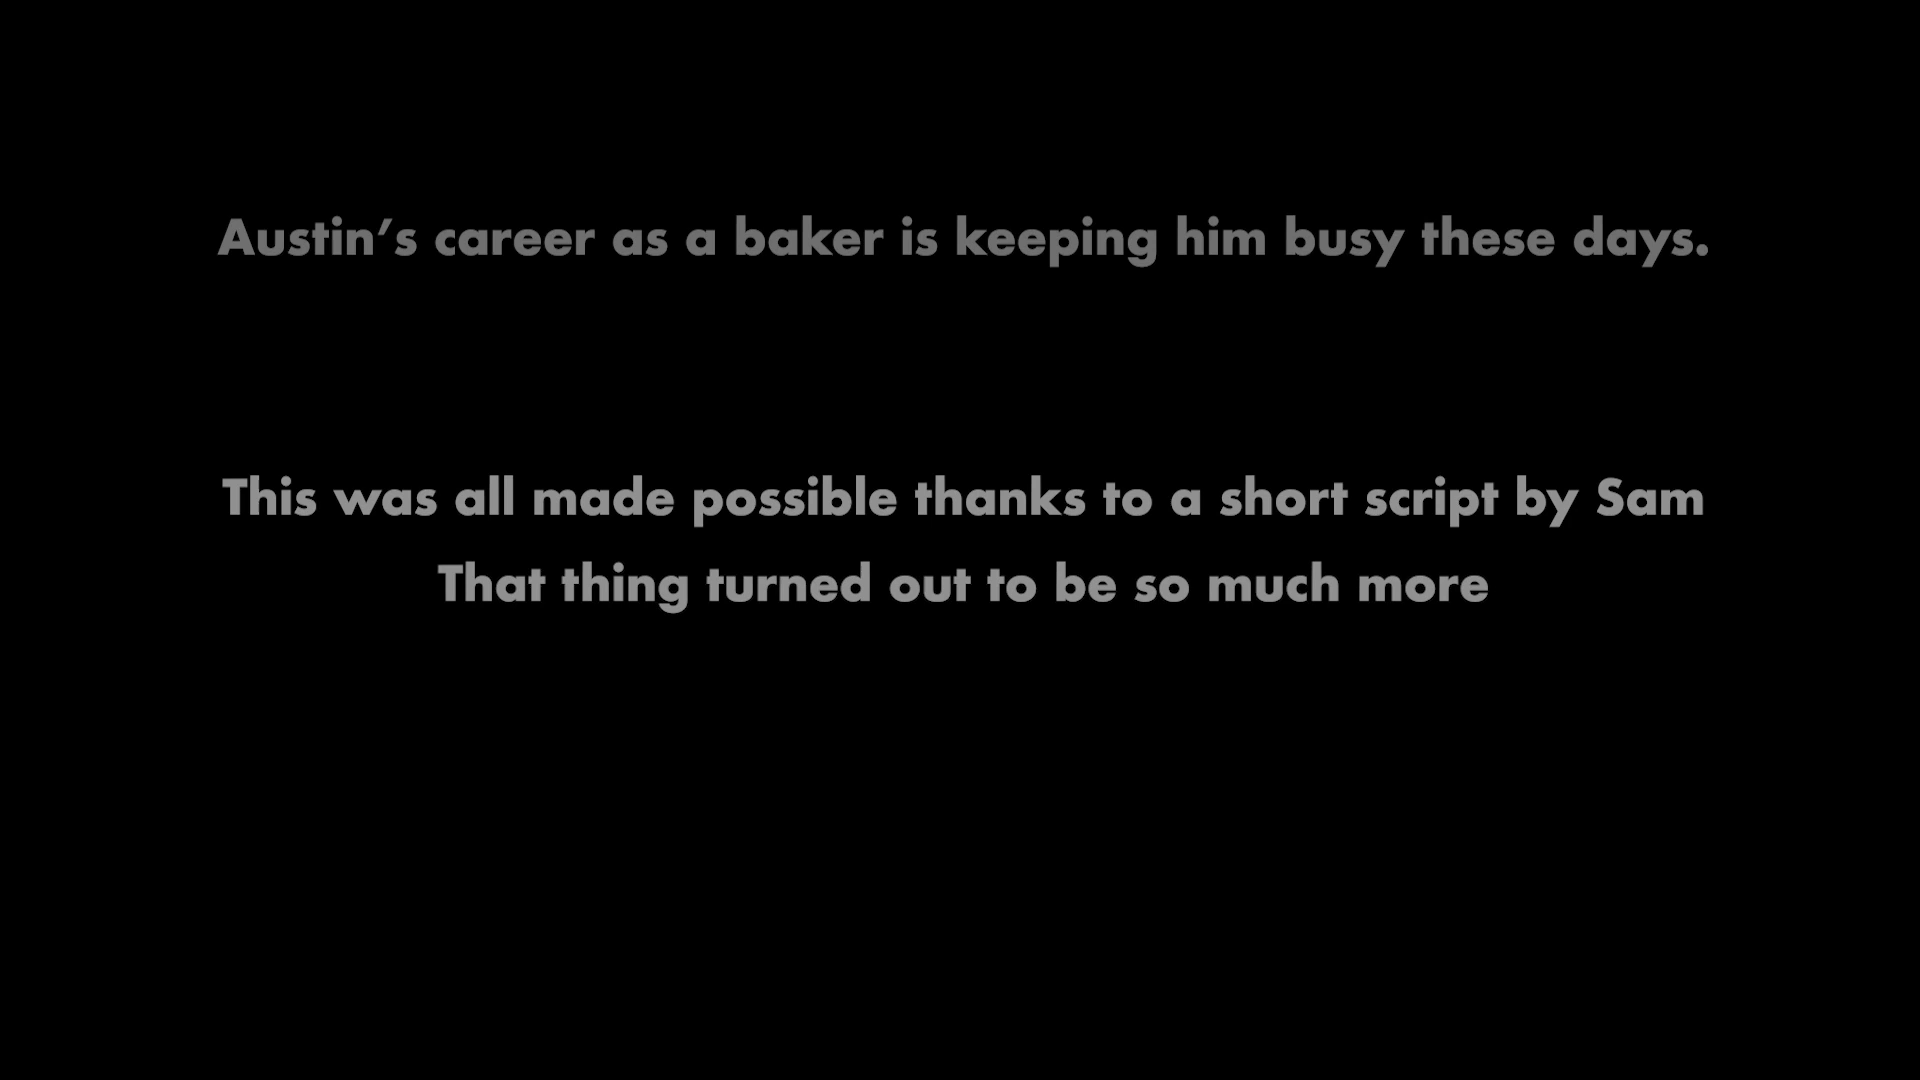 Austin’s career as a baker is keeping him busy these days.
This was all made possible thanks to a short script by Sam
That thing turned out to be so much more